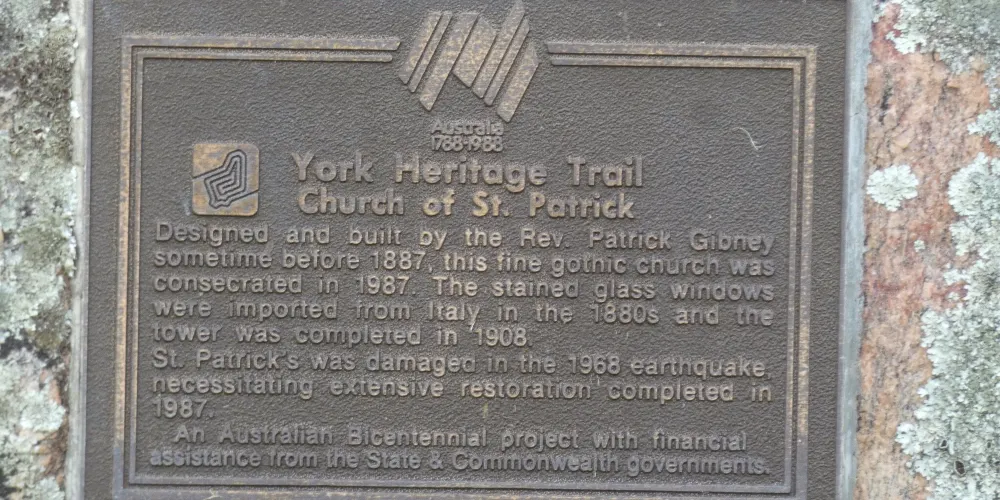 Australia
1788-1988
York Heritage Trail
Church of St. Patrick
Designed and built by the Rev. Patrick Gibney
sometime before 1887, this fine gothic church was
consecrated in 1987. The stained glass windows
were imported from Italy in the 1880s and the
tower was completed in 1908.
St. Patrick's was damaged in the 1968 earthquake,
necessitating extensive restoration completed in
1987.
An Australian Bicentennial project with financial
assistance from the State & Commonwealth governments.